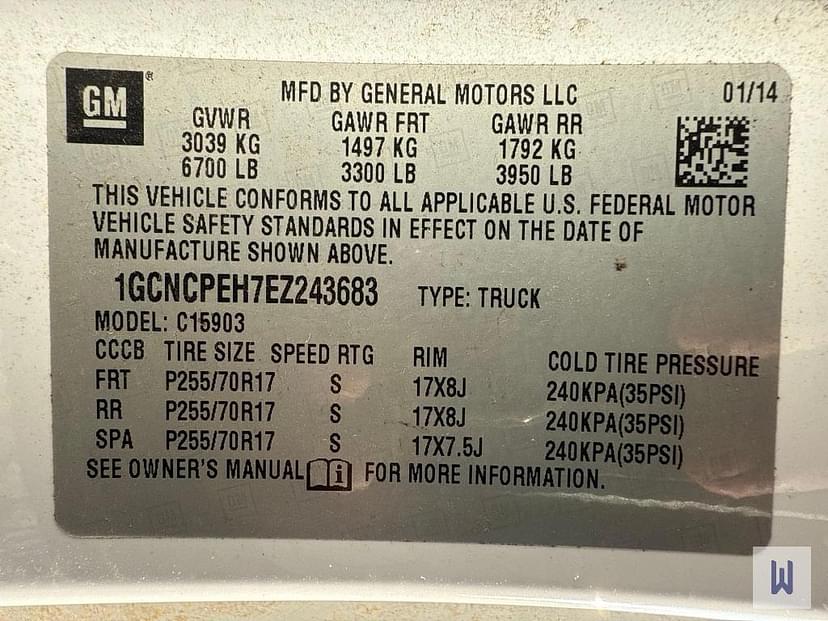 GM ®
MFD BY GENERAL MOTORS LLC 01/14
GVWR GAWR FRT GAWR RR
3039 KG 1497 KG 1792 KG
6700 LB 3300 LB 3950 LB
THIS VEHICLE CONFORMS TO ALL APPLICABLE U.S. FEDERAL MOTOR
VEHICLE SAFETY STANDARDS IN EFFECT ON THE DATE OF
MANUFACTURE SHOWN ABOVE.
1GCNCPEH7EZ243683 TYPE: TRUCK
MODEL: C15903
CCCB TIRE SIZE SPEED RTG RIM COLD TIRE PRESSURE
FRT P255/70R17 S 17X8J 240KPA(35PSI)
RR P255/70R17 S 17X8J 240KPA(35PSI)
SPA P255/70R17 S 17X7.5J 240KPA(35PSI)
SEE OWNER'S MANUAL i FOR MORE INFORMATION.
W